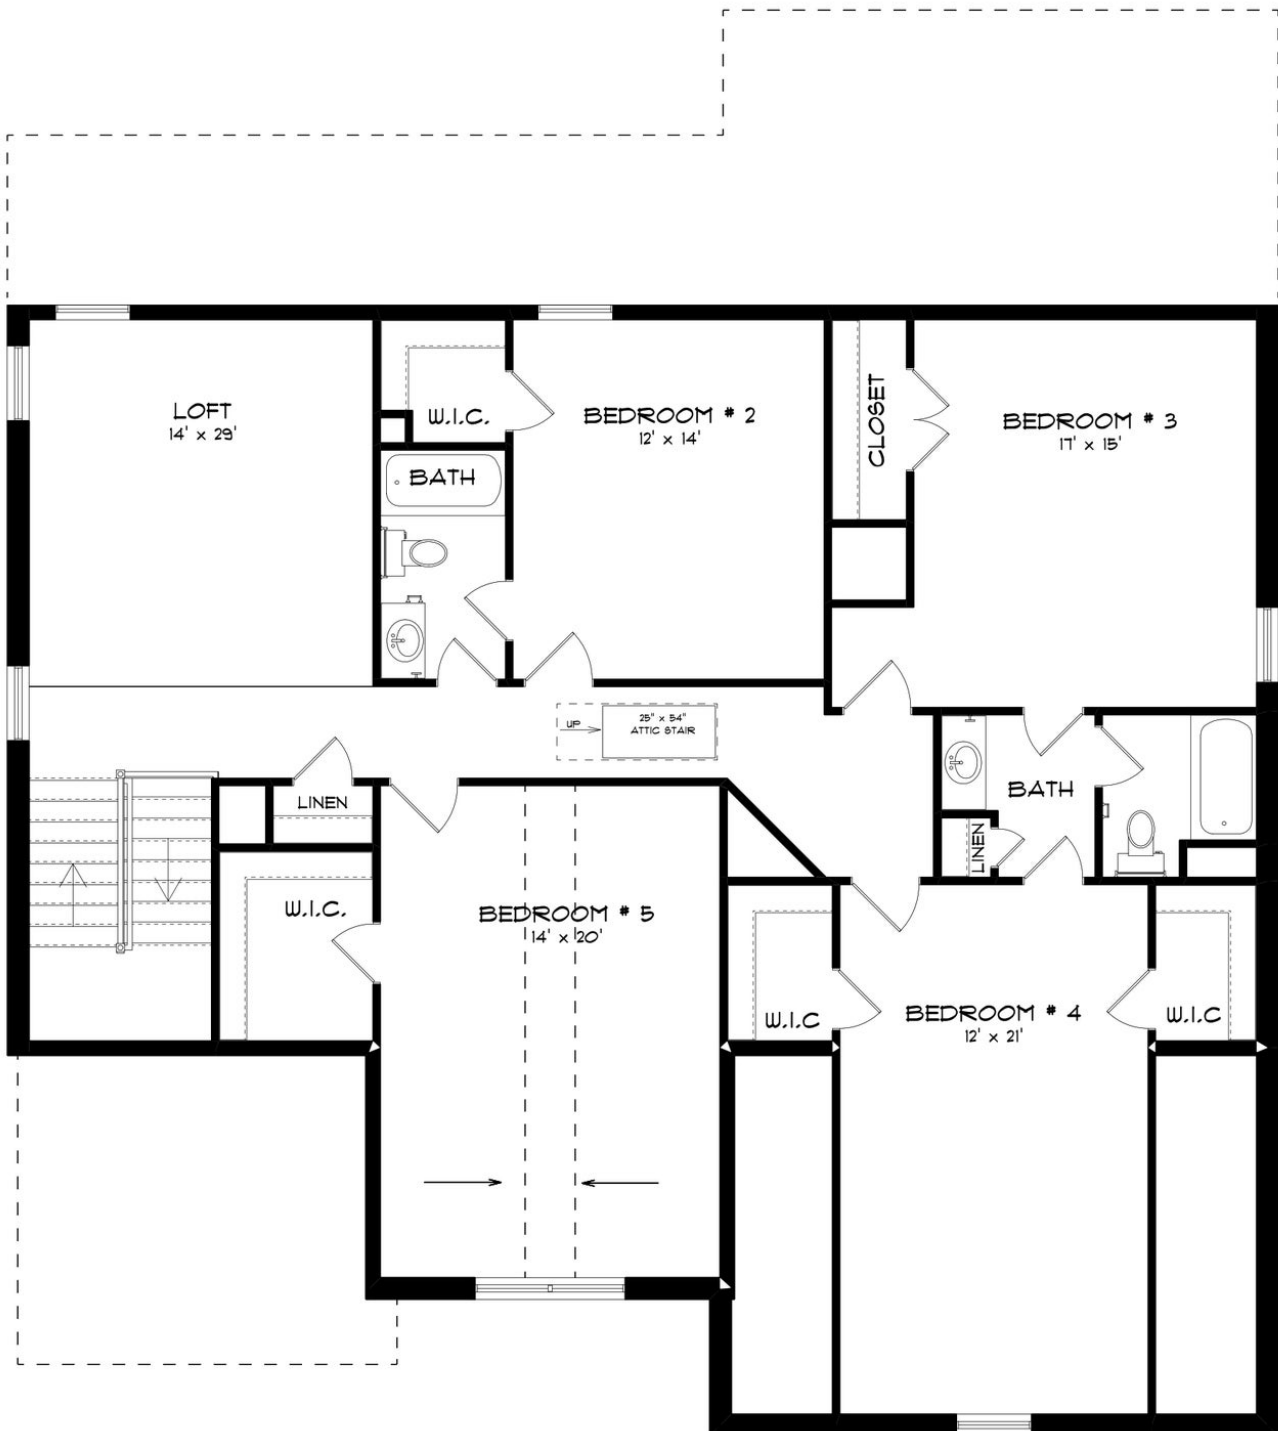 LOFT
14' x 29'
W.I.C.
BEDROOM # 2
12' x 14'
CLOSET
BEDROOM # 3
17' x 15'
BATH
UP
25" x 54"
ATTIC STAIR
LINEN
BATH
LINEN
W.I.C.
BEDROOM # 5
14' x 20'
W.I.C
BEDROOM # 4
12' x 21'
W.I.C